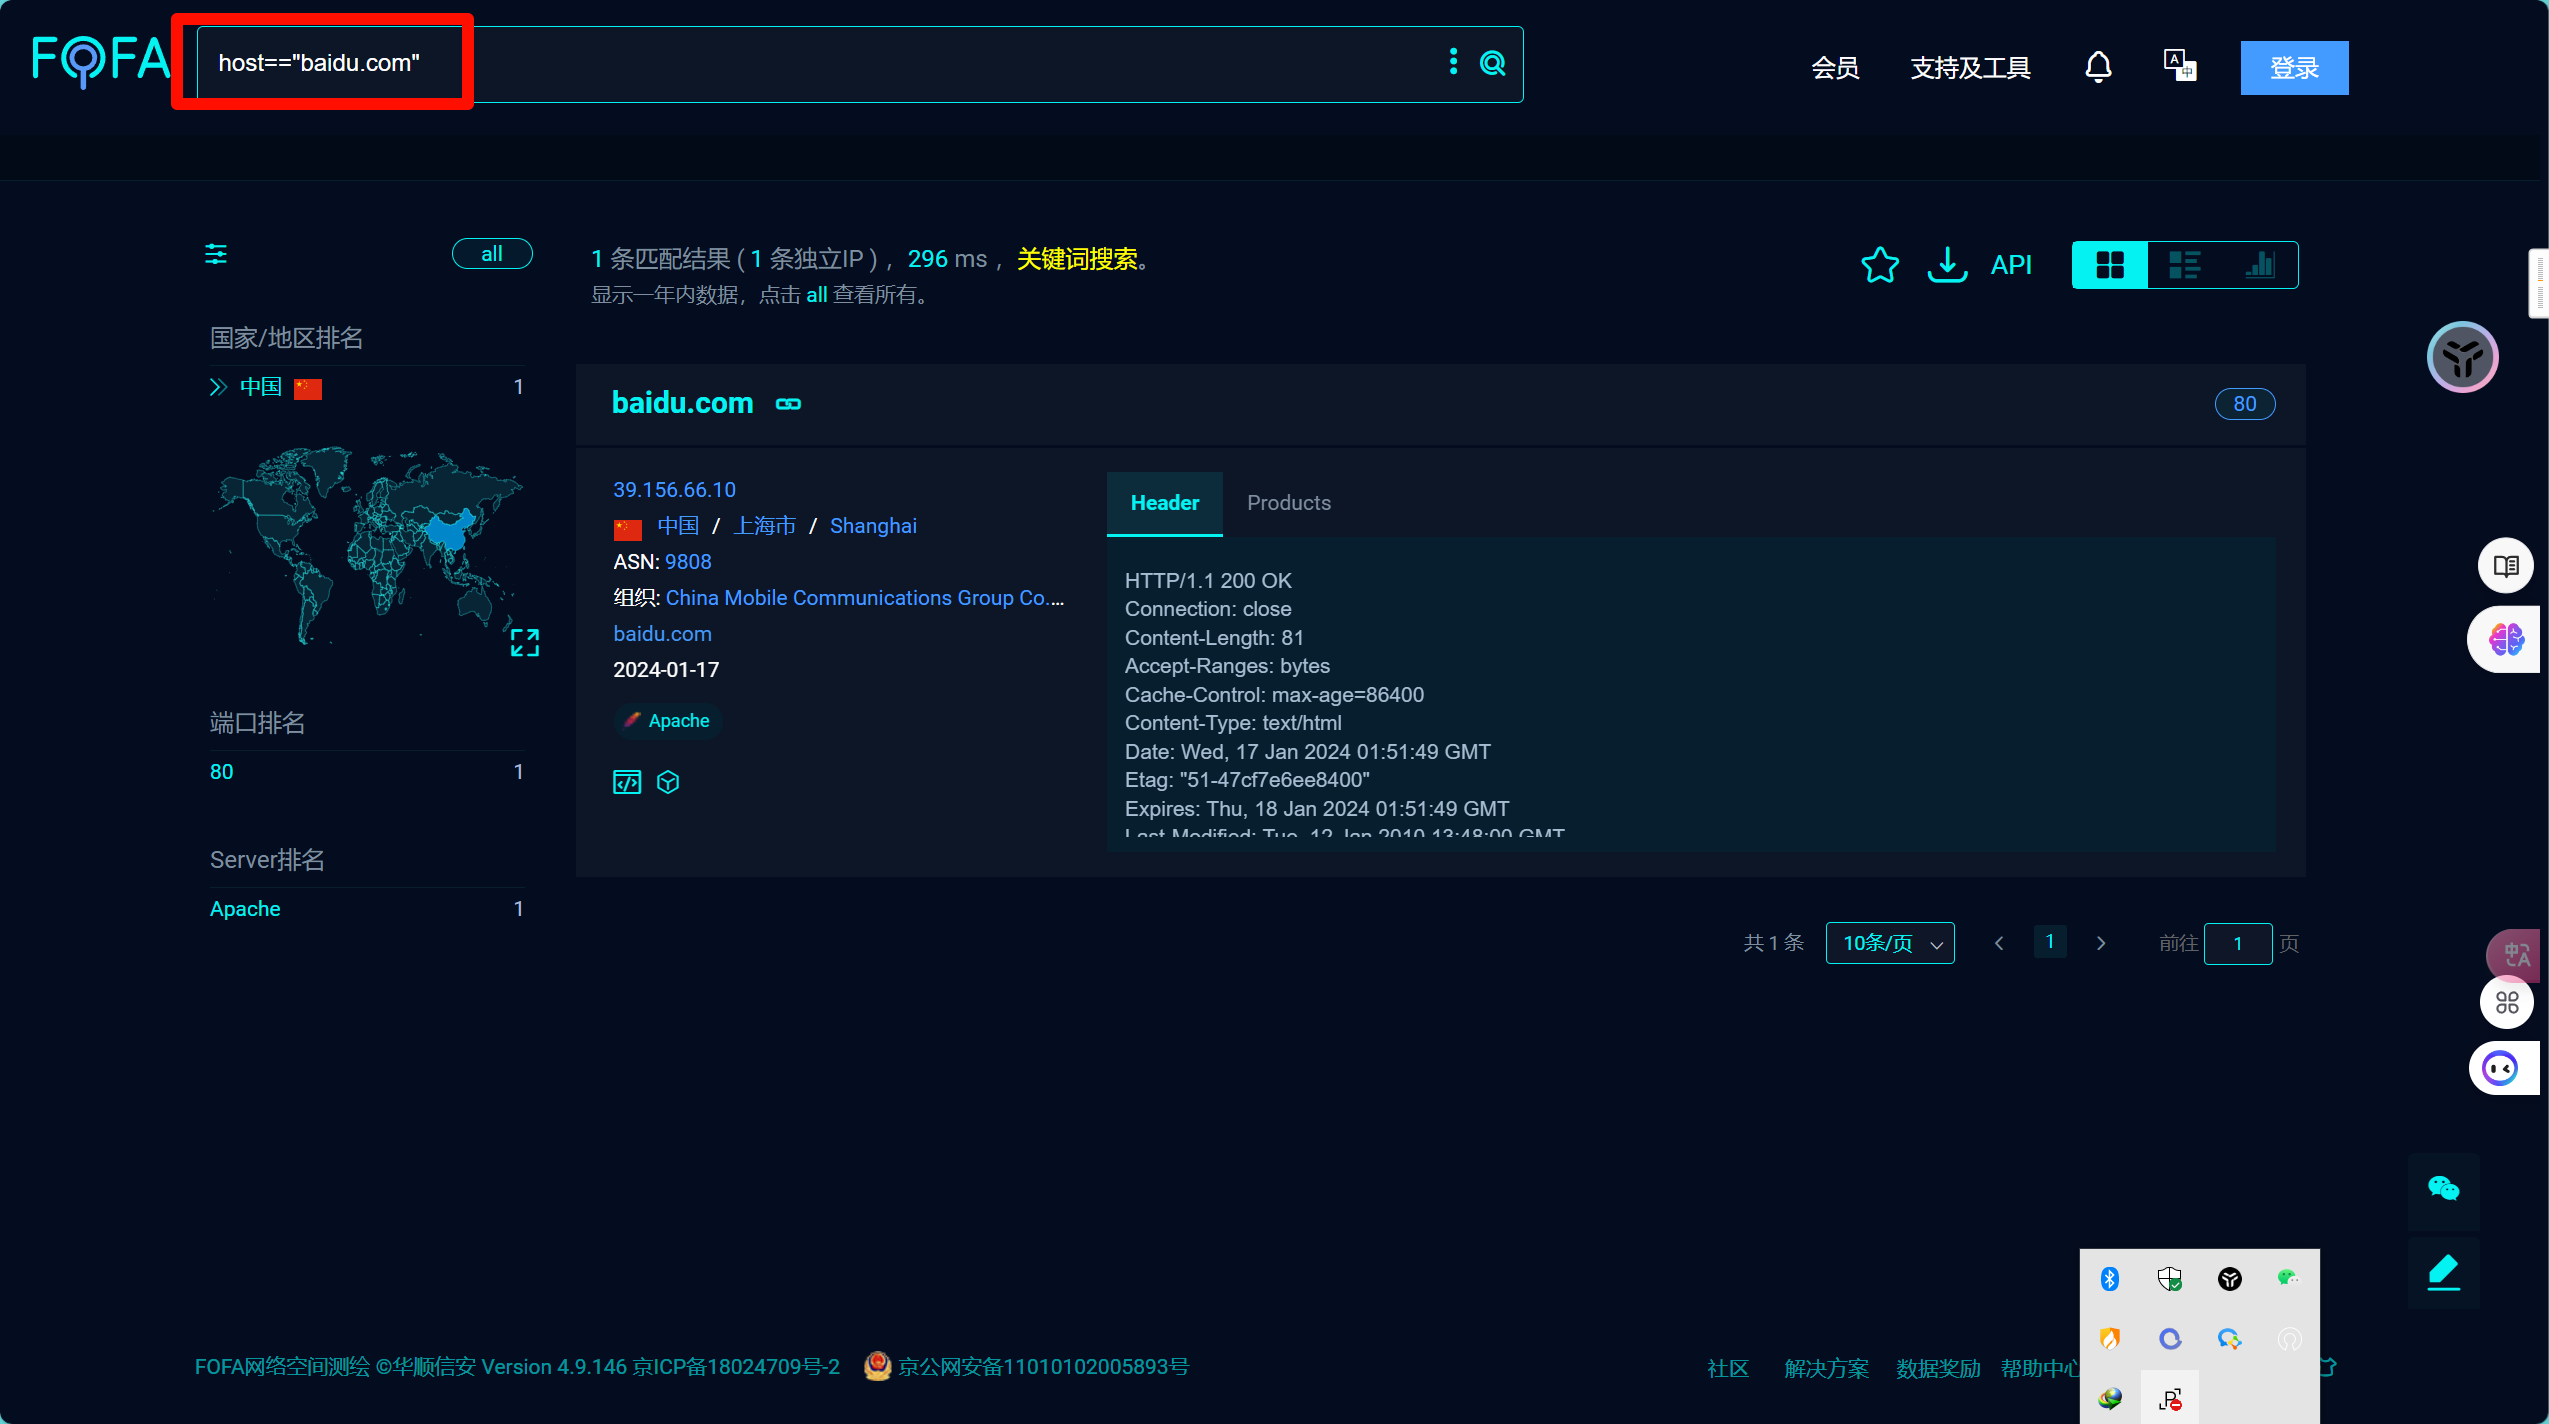 FOFA
host=="baidu.com"
会员
支持及工具
登录
all
1 条匹配结果 ( 1 条独立IP ) ，296 ms ，关键词搜索。
显示一年内数据，点击 all 查看所有。
API
国家/地区排名
中国 1
端口排名
80 1
Server排名
Apache 1
baidu.com
80
39.156.66.10
中国 / 上海市 / Shanghai
ASN: 9808
组织: China Mobile Communications Group Co....
baidu.com
2024-01-17
Apache
Header
Products
HTTP/1.1 200 OK
Connection: close
Content-Length: 81
Accept-Ranges: bytes
Cache-Control: max-age=86400
Content-Type: text/html
Date: Wed, 17 Jan 2024 01:51:49 GMT
Etag: "51-47cf7e6ee8400"
Expires: Thu, 18 Jan 2024 01:51:49 GMT
Last-Modified: Tue, 12 Jan 2010 13:48:00 GMT
共 1 条
10条/页
1
前往 1 页
FOFA网络空间测绘 ©华顺信安 Version 4.9.146 京ICP备18024709号-2
京公网安备11010102005893号
社区
解决方案
数据奖励
帮助中心